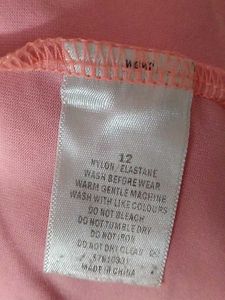 12
NYLON/ELASTANE
WASH BEFORE WEAR
WARM GENTLE MACHINE
WASH WITH LIKE COLOURS
DO NOT BLEACH
DO NOT TUMBLE DRY
DO NOT IRON
DO NOT DRY CLEAN
MADE IN CHINA